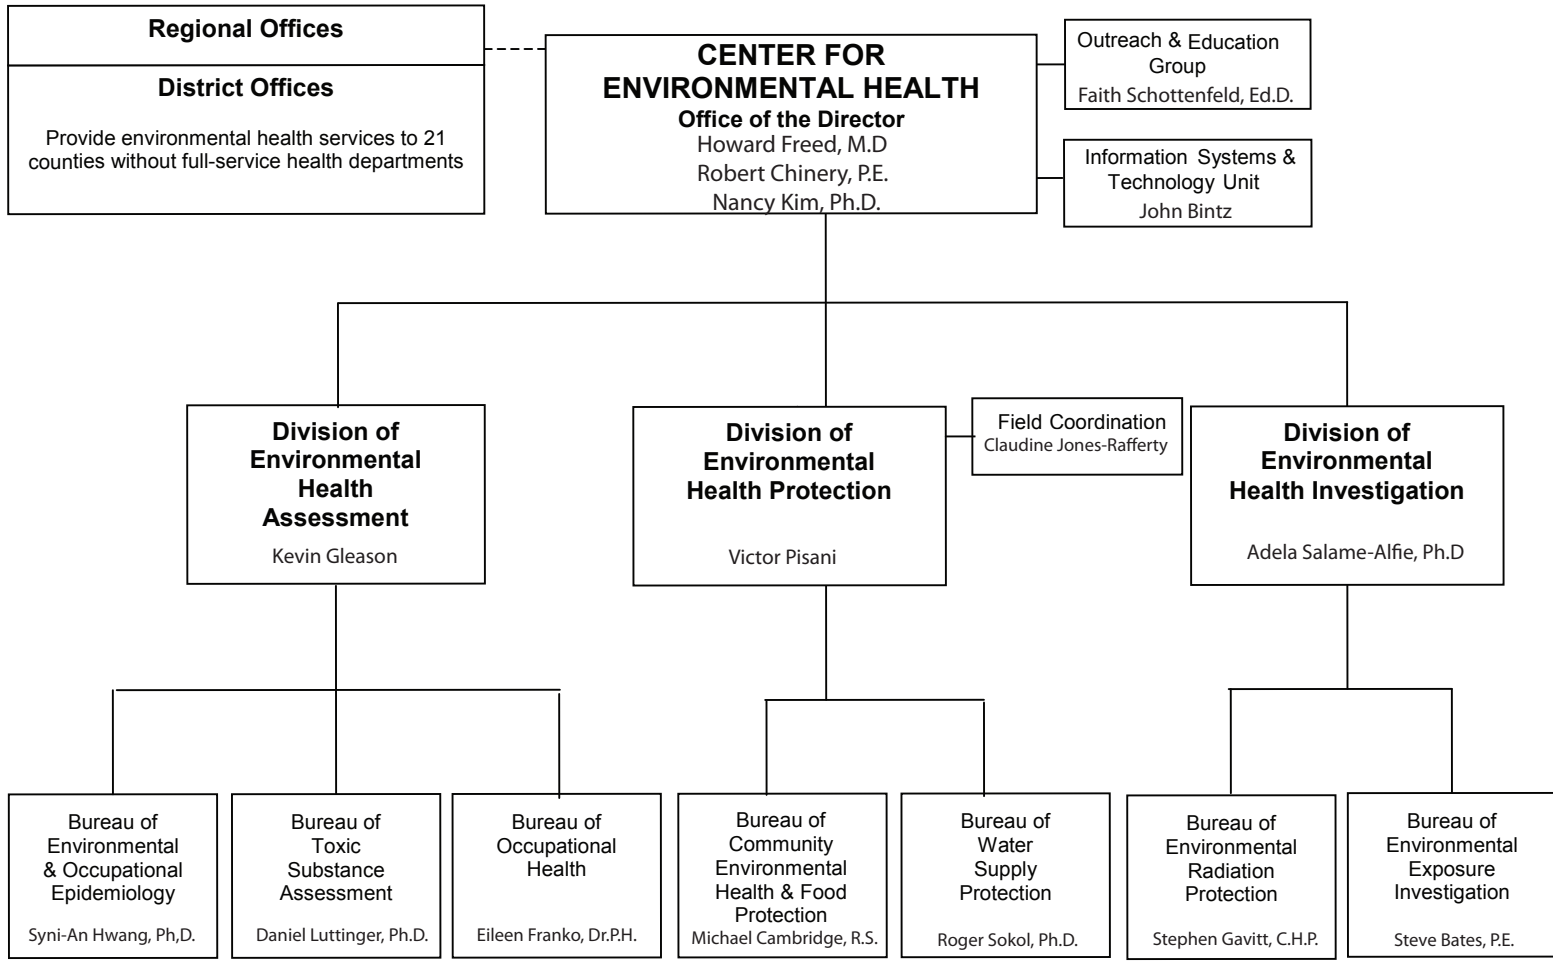 Regional Offices
District Offices
Provide environmental health services to 21
counties without full-service health departments
CENTER FOR
ENVIRONMENTAL HEALTH
Office of the Director
Howard Freed, M.D
Robert Chinery, P.E.
Nancy Kim, Ph.D.
Outreach & Education
Group
Faith Schottenfeld, Ed.D.
Information Systems &
Technology Unit
John Bintz
Division of
Environmental
Health
Assessment
Kevin Gleason
Division of
Environmental
Health Protection
Victor Pisani
Field Coordination
Claudine Jones-Rafferty
Division of
Environmental
Health Investigation
Adela Salame-Alfie, Ph.D
Bureau of
Environmental
& Occupational
Epidemiology
Syni-An Hwang, Ph,D.
Bureau of
Toxic
Substance
Assessment
Daniel Luttinger, Ph.D.
Bureau of
Occupational
Health
Eileen Franko, Dr.P.H.
Bureau of
Community
Environmental
Health & Food
Protection
Michael Cambridge, R.S.
Bureau of
Water
Supply
Protection
Roger Sokol, Ph.D.
Bureau of
Environmental
Radiation
Protection
Stephen Gavitt, C.H.P.
Bureau of
Environmental
Exposure
Investigation
Steve Bates, P.E.